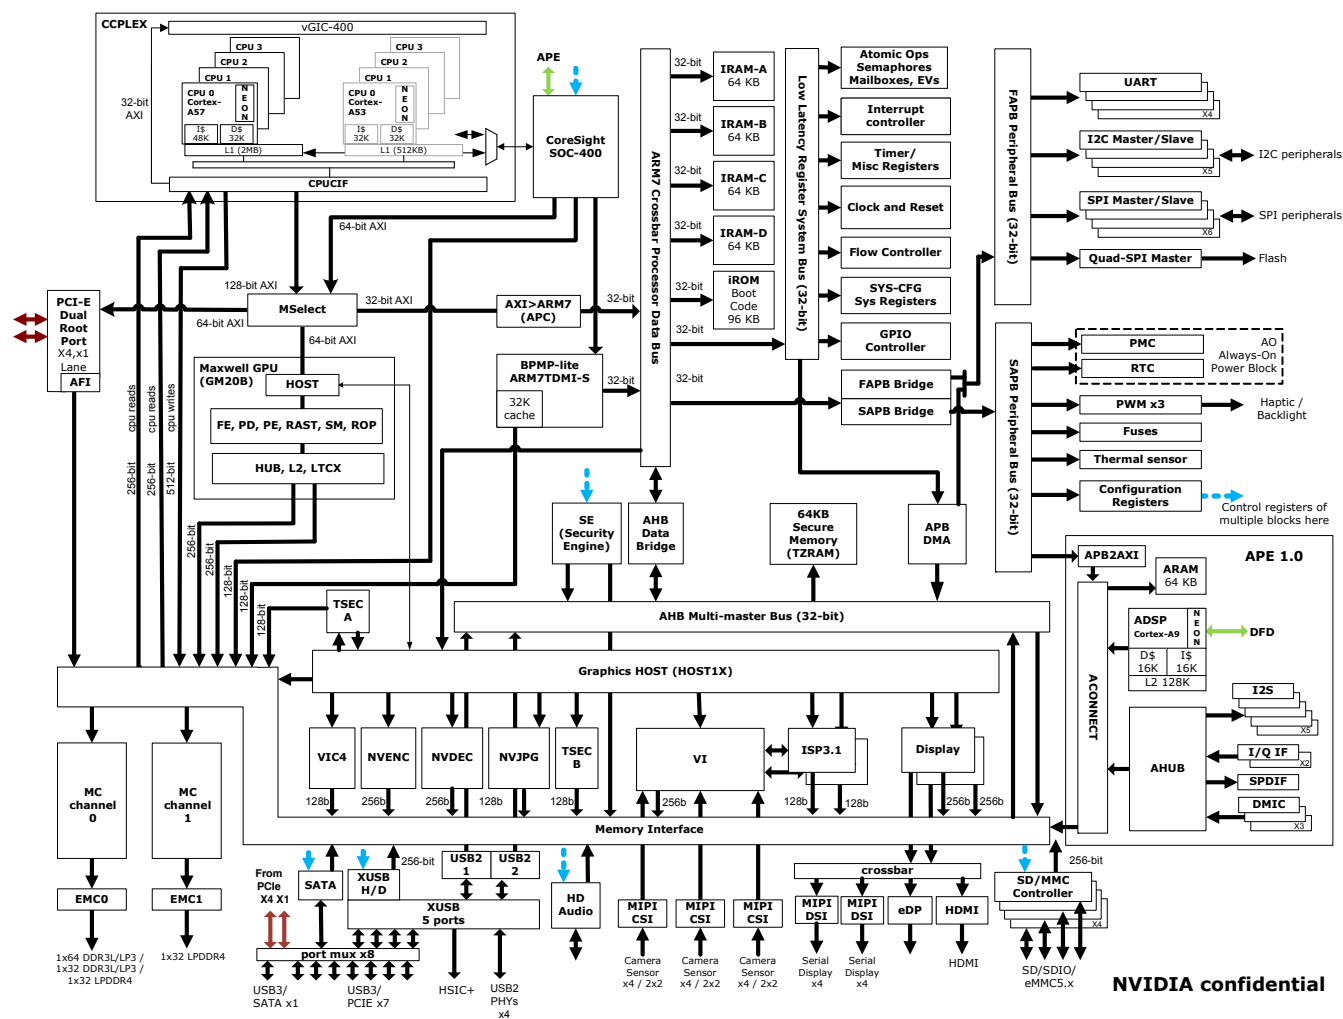 CCPLEX
vGIC-400
CPU 3
CPU 2
CPU 1
CPU 0
Cortex-
A57
N
E
O
N
I$
48K
D$
32K
L1 (2MB)
CPU 3
CPU 2
CPU 1
CPU 0
Cortex-
A53
N
E
O
N
I$
32K
D$
32K
L1 (512KB)
32-bit
AXI
CPUCIF
APE
CoreSight
SOC-400
64-bit AXI
128-bit AXI
MSelect
64-bit AXI
32-bit AXI
64-bit AXI
AXI>ARM7
(APC)
32-bit
PCI-E
Dual
Root
Port
X4,x1
Lane
AFI
Maxwell GPU
(GM20B)
HOST
FE, PD, PE, RAST, SM, ROP
HUB, L2, LTCX
BPMP-lite
ARM7TDMI-S
32K
cache
32-bit
256-bit cpu reads
256-bit cpu reads
512-bit cpu writes
256-bit
256-bit
128-bit
128-bit
128-bit
ARM7 Crossbar Processor Data Bus
32-bit
32-bit
32-bit
32-bit
32-bit
32-bit
32-bit
IRAM-A
64 KB
IRAM-B
64 KB
IRAM-C
64 KB
IRAM-D
64 KB
iROM
Boot
Code
96 KB
Low Latency Register System Bus (32-bit)
Atomic Ops
Semaphores
Mailboxes, EVs
Interrupt
controller
Timer/
Misc Registers
Clock and Reset
Flow Controller
SYS-CFG
Sys Registers
GPIO
Controller
FAPB Bridge
SAPB Bridge
FAPB Peripheral Bus (32-bit)
UART
X4
I2C Master/Slave
X5
I2C peripherals
SPI Master/Slave
X6
SPI peripherals
Quad-SPI Master
Flash
SAPB Peripheral Bus (32-bit)
PMC
RTC
AO
Always-On
Power Block
PWM x3
Haptic /
Backlight
Fuses
Thermal sensor
Configuration
Registers
Control registers of
multiple blocks here
SE
(Security
Engine)
AHB
Data
Bridge
64KB
Secure
Memory
(TZRAM)
APB
DMA
AHB Multi-master Bus (32-bit)
TSEC
A
Graphics HOST (HOST1X)
APE 1.0
APB2AXI
ARAM
64 KB
ADSP
Cortex-A9
N
E
O
N
D$
16K
I$
16K
L2 128K
DFD
ACONNECT
AHUB
I2S
X5
I/Q IF
X2
SPDIF
DMIC
X3
VIC4
NVENC
NVDEC
NVJPG
TSEC
B
VI
ISP3.1
Display
128b
256b
256b
128b
128b
256b
128b
128b
256b
256b
Memory Interface
MC
channel
0
MC
channel
1
EMC0
EMC1
1x64 DDR3L/LP3 /
1x32 DDR3L/LP3 /
1x32 LPDDR4
1x32 LPDDR4
From
PCIe
X4 X1
SATA
XUSB
H/D
256-bit
USB2
1
USB2
2
XUSB
5 ports
port mux x8
USB3/
SATA x1
USB3/
PCIE x7
HSIC+
USB2
PHYs
x4
HD
Audio
MIPI
CSI
MIPI
CSI
MIPI
CSI
Camera
Sensor
x4 / 2x2
Camera
Sensor
x4 / 2x2
Camera
Sensor
x4 / 2x2
crossbar
MIPI
DSI
MIPI
DSI
eDP
HDMI
Serial
Display
x4
Serial
Display
x4
HDMI
256-bit
SD/MMC
Controller
X4
SD/SDIO/
eMMC5.x
NVIDIA confidential